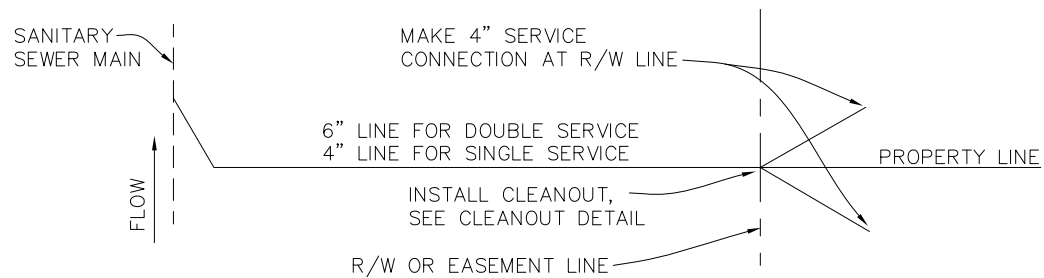 SANITARY
SEWER MAIN
MAKE 4” SERVICE
CONNECTION AT R/W LINE
6” LINE FOR DOUBLE SERVICE
4” LINE FOR SINGLE SERVICE
PROPERTY LINE
FLOW
INSTALL CLEANOUT,
SEE CLEANOUT DETAIL
R/W OR EASEMENT LINE